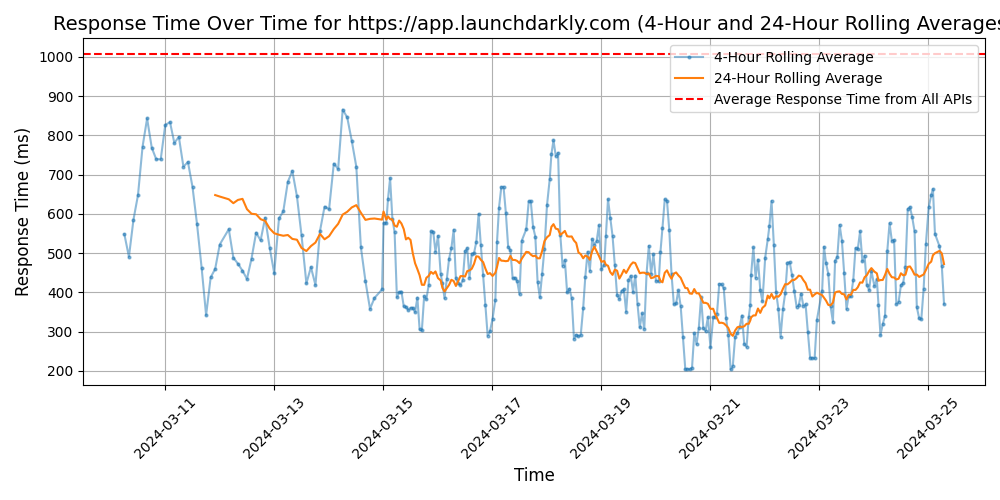 Response Time Over Time for https://app.launchdarkly.com (4-Hour and 24-Hour Rolling Averages
4-Hour Rolling Average
24-Hour Rolling Average
Average Response Time from All APIs
Response Time (ms)
1000
900
800
700
600
500
400
300
200
2024-03-11
2024-03-13
2024-03-15
2024-03-17
2024-03-19
2024-03-21
2024-03-23
2024-03-25
Time